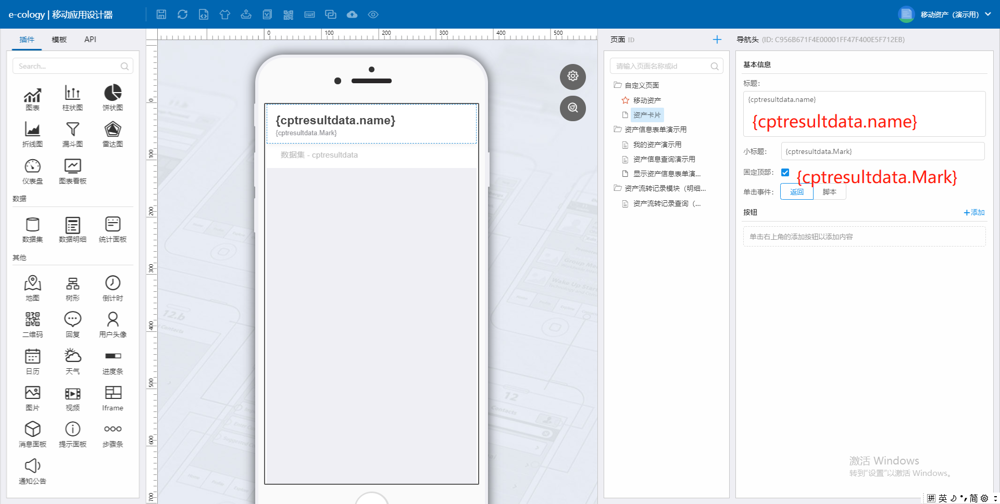 e-cology | 移动应用设计器
移动资产（演示用）
插件 模板 API
Search...
图表 柱状图 饼状图
折线图 漏斗图 雷达图
仪表盘 图表看板
数据
数据集 数据明细 统计面板
其他
地图 树形 倒计时
二维码 回复 用户头像
日历 天气 进度条
图片 视频 Iframe
消息面板 提示面板 步骤条
通知公告
0 100 200 300 400 500
0
100
200
300
400
500
600
700
{cptresultdata.name}
{cptresultdata.Mark}
数据集 - cptresultdata
页面 ID
请输入页面名称或id
自定义页面
移动资产
资产卡片
资产信息表单演示用
我的资产演示用
资产信息查询演示用
显示资产信息表单演...
资产流转记录模块（明细...
资产流转记录查询（...
导航头 (ID: C956B671F4E00001FF47F400E5F712EB)
基本信息
标题:
{cptresultdata.name}
{cptresultdata.name}
小标题:
{cptresultdata.Mark}
固定顶部:
{cptresultdata.Mark}
单击事件:
返回 脚本
按钮
添加
单击右上角的添加按钮以添加内容
激活 Windows
转到"设置"以激活 Windows。
拼 英 简
12.b
Contacts
12
Contacts
Group Me
Wake Up Star